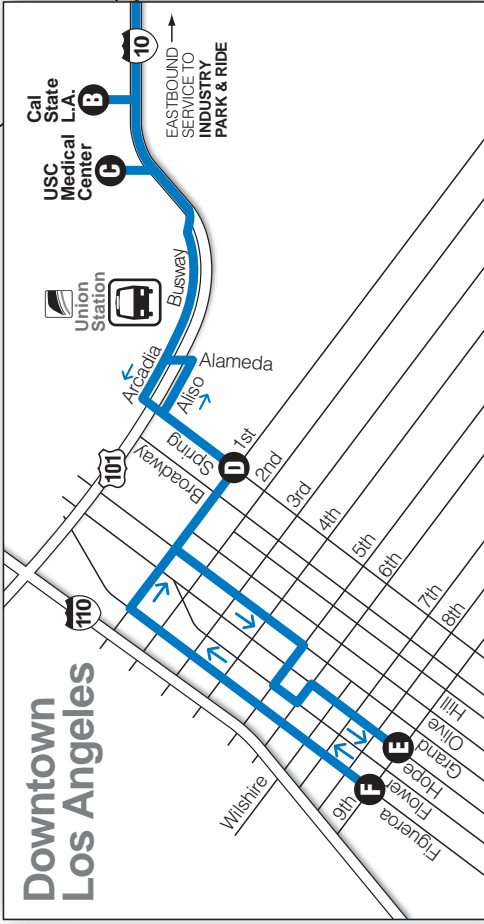 Downtown
Los Angeles
110
101
10
Cal
State
L.A.
B
USC
Medical
Center
C
EASTBOUND
SERVICE TO
INDUSTRY
PARK & RIDE
Union
Station
Busway
Arcadia
Aliso
Alameda
Spring
Broadway
D
1st
2nd
3rd
4th
5th
6th
7th
8th
9th
Wilshire
Hill
Olive
Grand
Hope
Flower
Figueroa
E
F